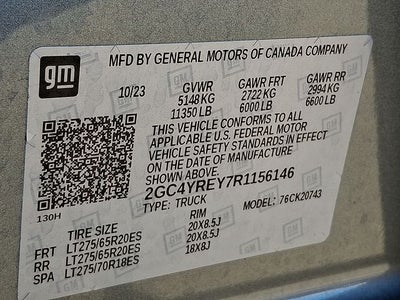 gm
MFD BY GENERAL MOTORS OF CANADA COMPANY
10/23 GVWR GAWR FRT GAWR RR
5148 KG 2722 KG 2994 KG
11350 LB 6000 LB 6600 LB
THIS VEHICLE CONFORMS TO ALL
APPLICABLE U.S. FEDERAL MOTOR
VEHICLE SAFETY STANDARDS IN EFFECT
ON THE DATE OF MANUFACTURE
SHOWN ABOVE.
2GC4YREY7R1156146
130H TYPE: TRUCK MODEL: 76CK20743
TIRE SIZE RIM
FRT LT275/65R20ES 20X8.5J
RR LT275/65R20ES 20X8.5J
SPA LT275/70R18ES 18X8J